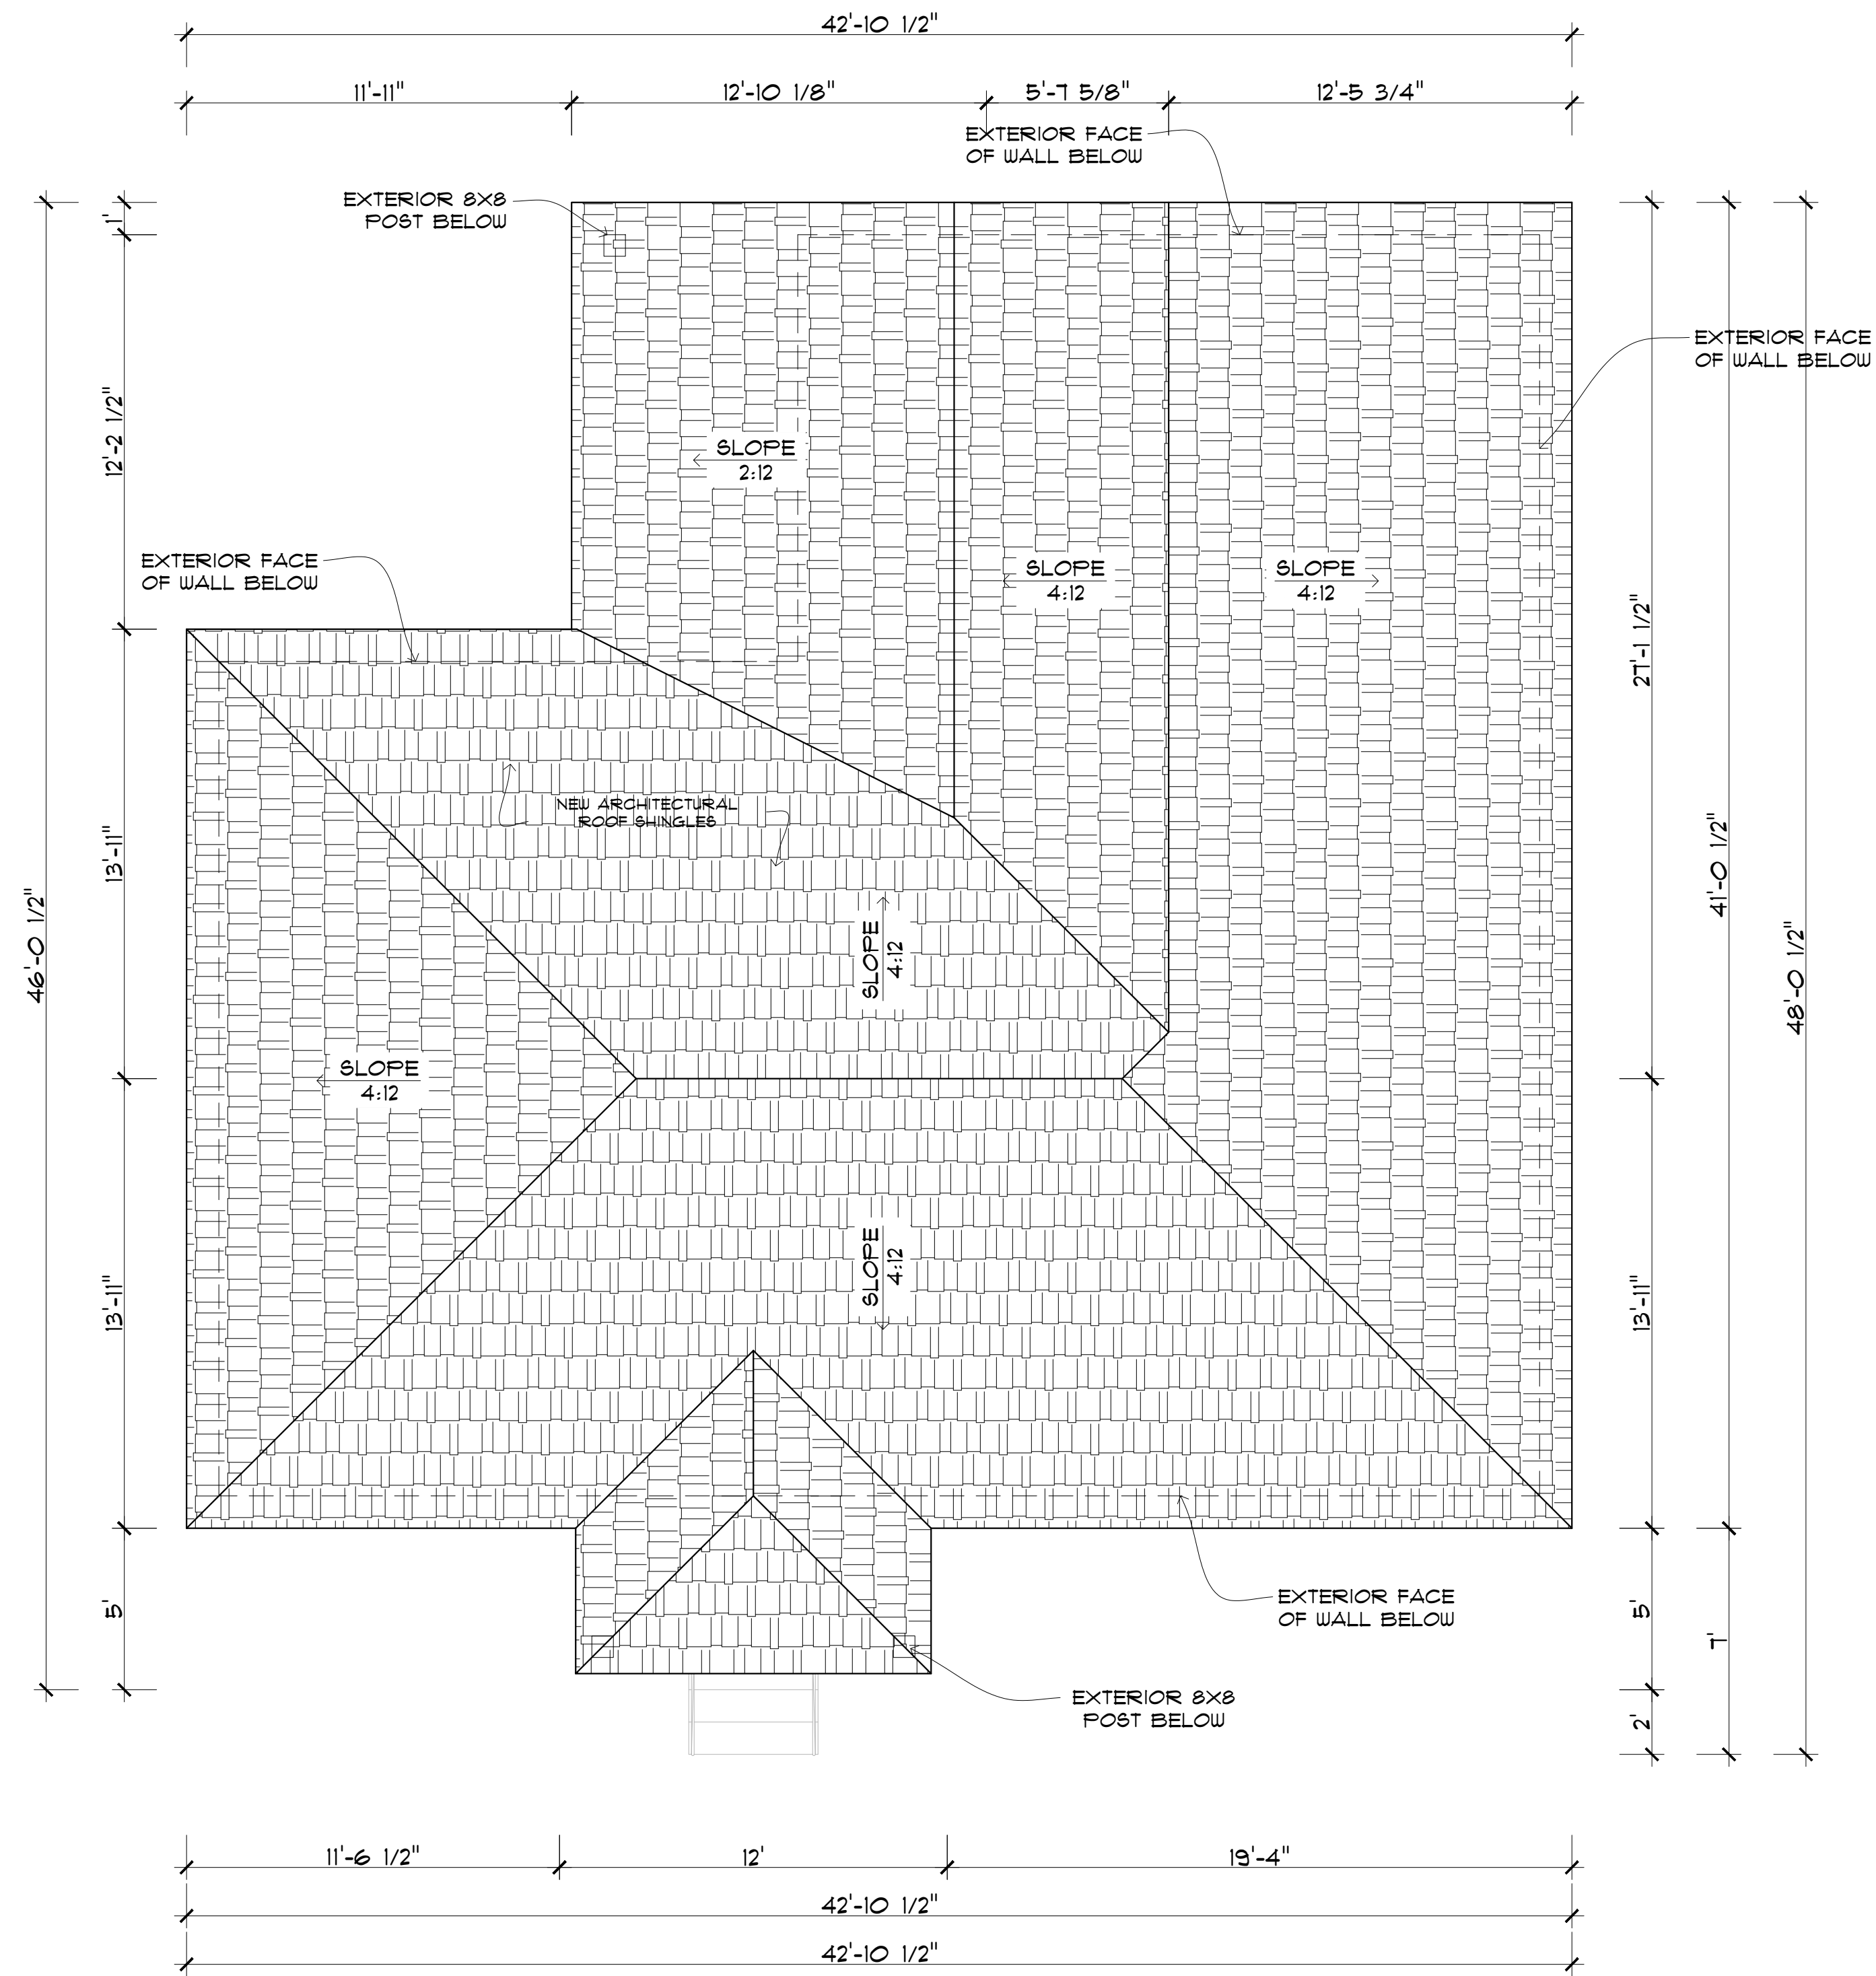 42'-10 1/2"
11'-11"
12'-10 1/8"
5'-7 5/8"
12'-5 3/4"
EXTERIOR FACE
OF WALL BELOW
EXTERIOR 8X8
POST BELOW
1'
EXTERIOR FACE
OF WALL BELOW
12'-2 1/2"
SLOPE
2:12
EXTERIOR FACE
OF WALL BELOW
SLOPE
4:12
SLOPE
4:12
27'-1 1/2"
NEW ARCHITECTURAL
ROOF SHINGLES
13'-11"
41'-0 1/2"
46'-0 1/2"
SLOPE
4:12
48'-0 1/2"
SLOPE
4:12
SLOPE
4:12
13'-11"
13'-11"
EXTERIOR FACE
OF WALL BELOW
5'
5'
7'
EXTERIOR 8X8
POST BELOW
2'
11'-6 1/2"
12'
19'-4"
42'-10 1/2"
42'-10 1/2"